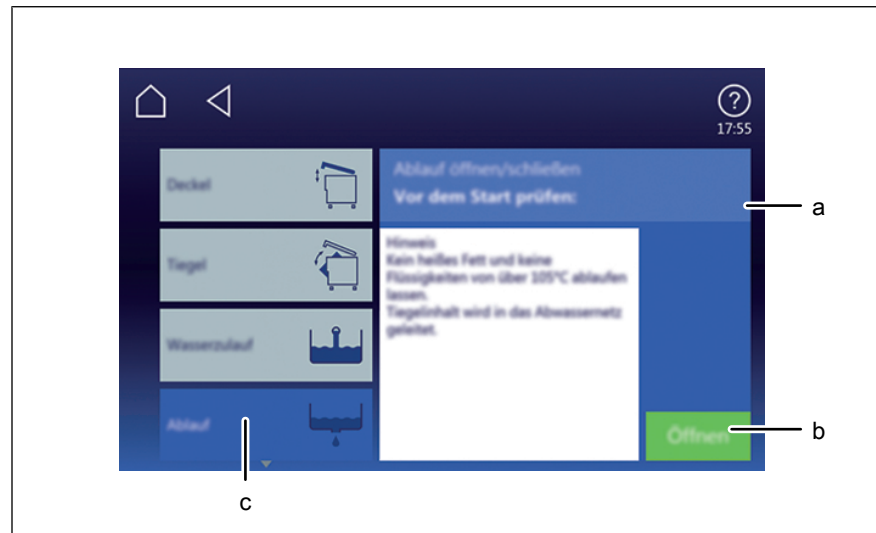 17:55
Deckel
Ablauf öffnen/schließen
Vor dem Start prüfen:
a
Tiegel
Hinweis
Kein heißes Fett und keine
Flüssigkeiten von über 105°C ablaufen
lassen.
Tiegelinhalt wird in das Abwassernetz
geleitet.
Wasserzulauf
Ablauf
Öffnen
b
c